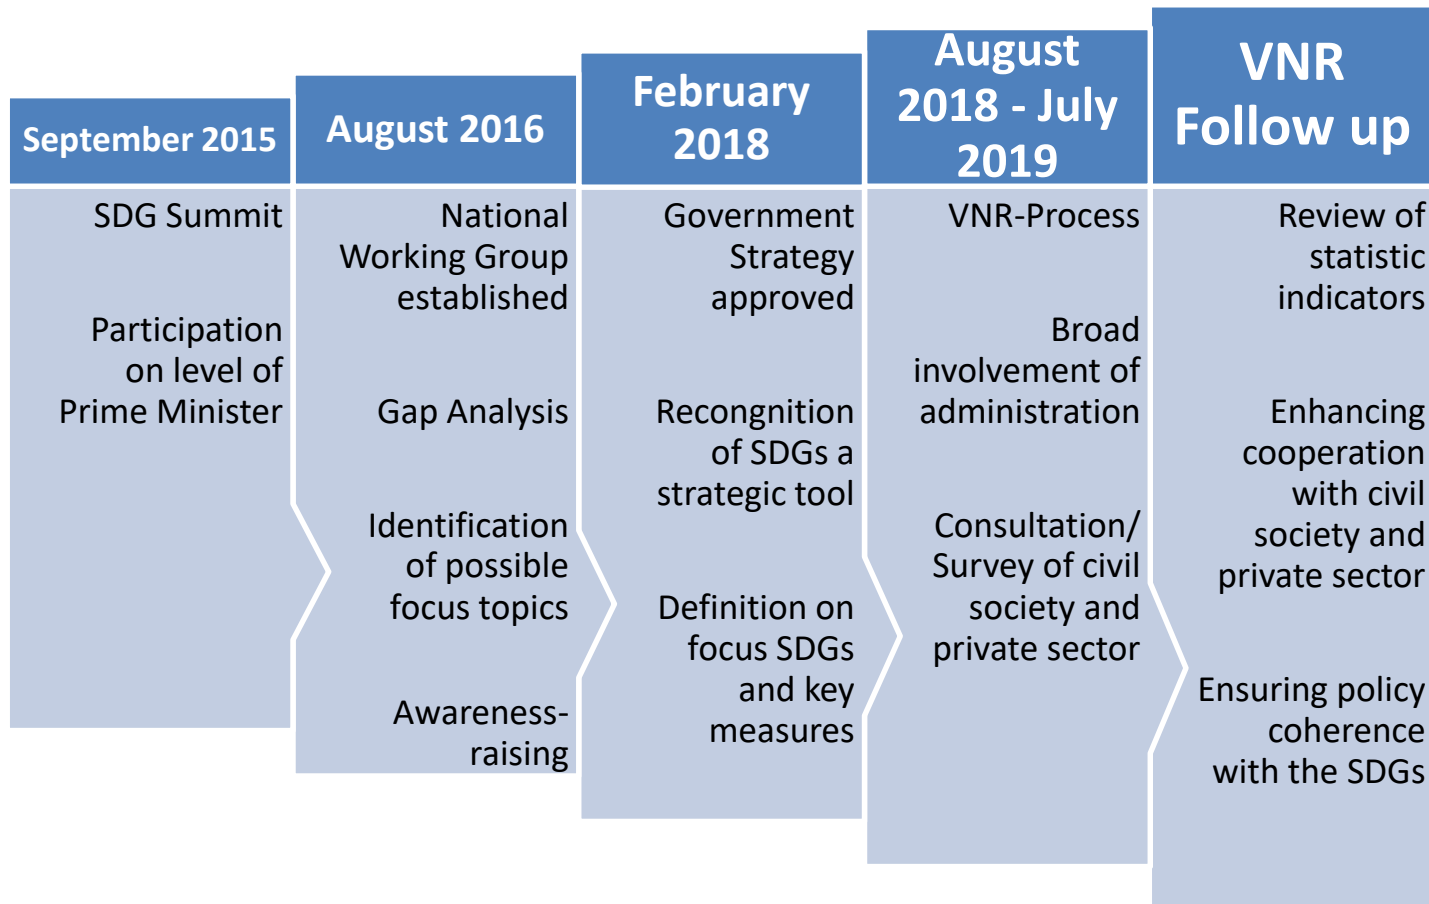 September 2015
SDG Summit
Participation
on level of
Prime Minister
August 2016
National
Working Group
established
Gap Analysis
Identification
of possible
focus topics
Awareness-
raising
February
2018
Government
Strategy
approved
Recongnition
of SDGs a
strategic tool
Definition on
focus SDGs
and key
measures
August
2018 - July
2019
VNR-Process
Broad
involvement of
administration
Consultation/
Survey of civil
society and
private sector
VNR
Follow up
Review of
statistic
indicators
Enhancing
cooperation
with civil
society and
private sector
Ensuring policy
coherence
with the SDGs